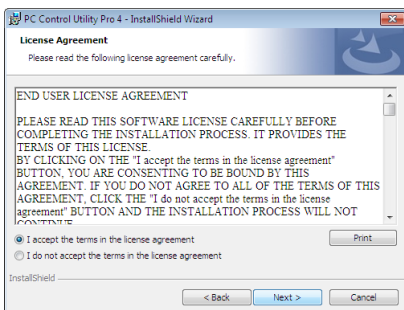 PC Control Utility Pro 4 - InstallShield Wizard
License Agreement
Please read the following license agreement carefully.
END USER LICENSE AGREEMENT
PLEASE READ THIS SOFTWARE LICENSE CAREFULLY BEFORE
COMPLETING THE INSTALLATION PROCESS. IT PROVIDES THE
TERMS OF THIS LICENSE.
BY CLICKING ON THE "I accept the terms in the license agreement"
BUTTON, YOU ARE CONSENTING TO BE BOUND BY THIS
AGREEMENT. IF YOU DO NOT AGREE TO ALL OF THE TERMS OF THIS
AGREEMENT, CLICK THE "I do not accept the terms in the license
agreement" BUTTON AND THE INSTALLATION PROCESS WILL NOT
CONTINUE
I accept the terms in the license agreement
Print
I do not accept the terms in the license agreement
InstallShield
< Back
Next >
Cancel